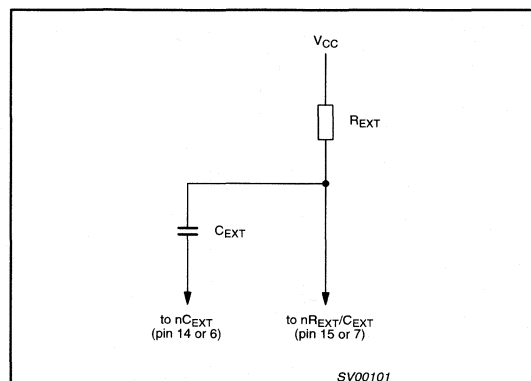 VCC
REXT
CEXT
to nCEXT
(pin 14 or 6)
to nREXT/CEXT
(pin 15 or 7)
SV00101